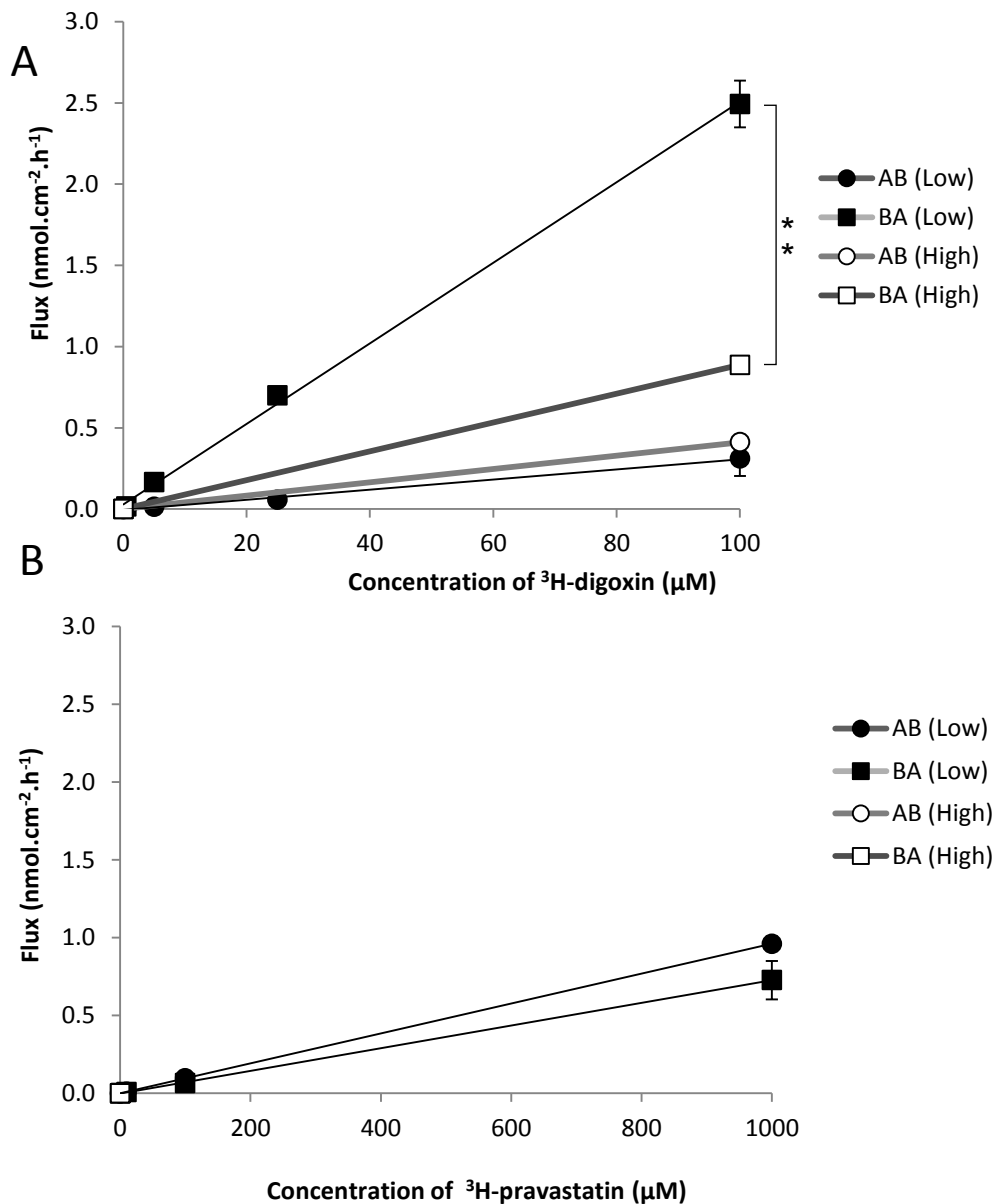 A
3.0
2.5
2.0
1.5
1.0
0.5
0.0
Flux (nmol.cm⁻².h⁻¹)
0 20 40 60 80 100
Concentration of ³H-digoxin (µM)
**
AB (Low)
BA (Low)
AB (High)
BA (High)
B
3.0
2.5
2.0
1.5
1.0
0.5
0.0
Flux (nmol.cm⁻².h⁻¹)
0 200 400 600 800 1000
Concentration of ³H-pravastatin (µM)
AB (Low)
BA (Low)
AB (High)
BA (High)